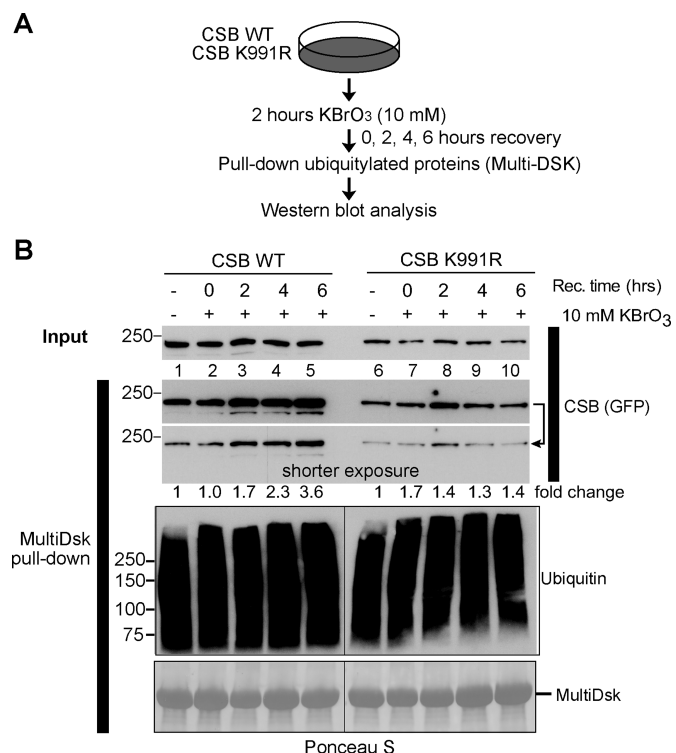 A
CSB WT
CSB K991R
2 hours KBrO3 (10 mM)
0, 2, 4, 6 hours recovery
Pull-down ubiquitylated proteins (Multi-DSK)
Western blot analysis
B
CSB WT CSB K991R
- 0 2 4 6 - 0 2 4 6 Rec. time (hrs)
- + + + + - + + + + 10 mM KBrO3
Input 250
1 2 3 4 5 6 7 8 9 10
250 CSB (GFP)
250
shorter exposure
1 1.0 1.7 2.3 3.6 1 1.7 1.4 1.3 1.4 fold change
MultiDsk
pull-down
250
150
100
75
Ubiquitin
MultiDsk
Ponceau S